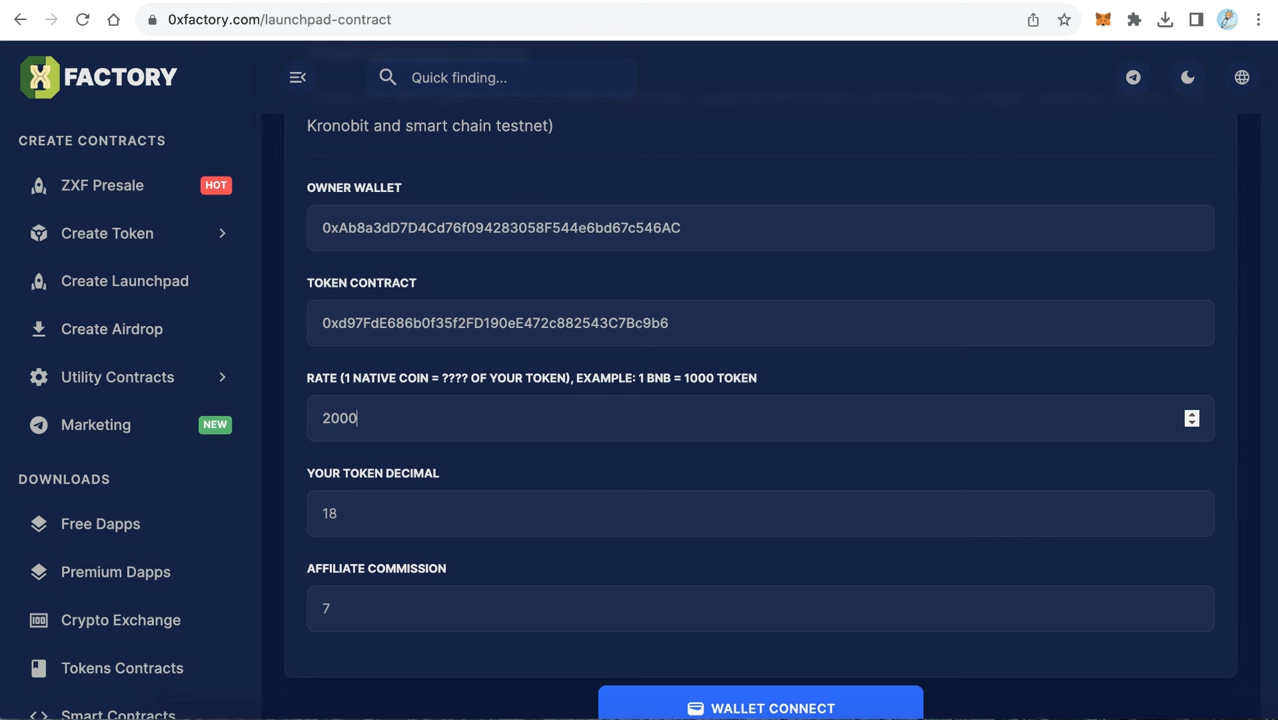 0xfactory.com/launchpad-contract
FACTORY
Quick finding...
CREATE CONTRACTS
ZXF Presale
HOT
Create Token
Create Launchpad
Create Airdrop
Utility Contracts
Marketing
NEW
DOWNLOADS
Free Dapps
Premium Dapps
Crypto Exchange
Tokens Contracts
Smart Contracts
Kronobit and smart chain testnet)
OWNER WALLET
0xAb8a3dD7D4Cd76f094283058F544e6bd67c546AC
TOKEN CONTRACT
0xd97FdE686b0f35f2FD190eE472c882543C7Bc9b6
RATE (1 NATIVE COIN = ???? OF YOUR TOKEN), EXAMPLE: 1 BNB = 1000 TOKEN
2000
YOUR TOKEN DECIMAL
18
AFFILIATE COMMISSION
7
WALLET CONNECT